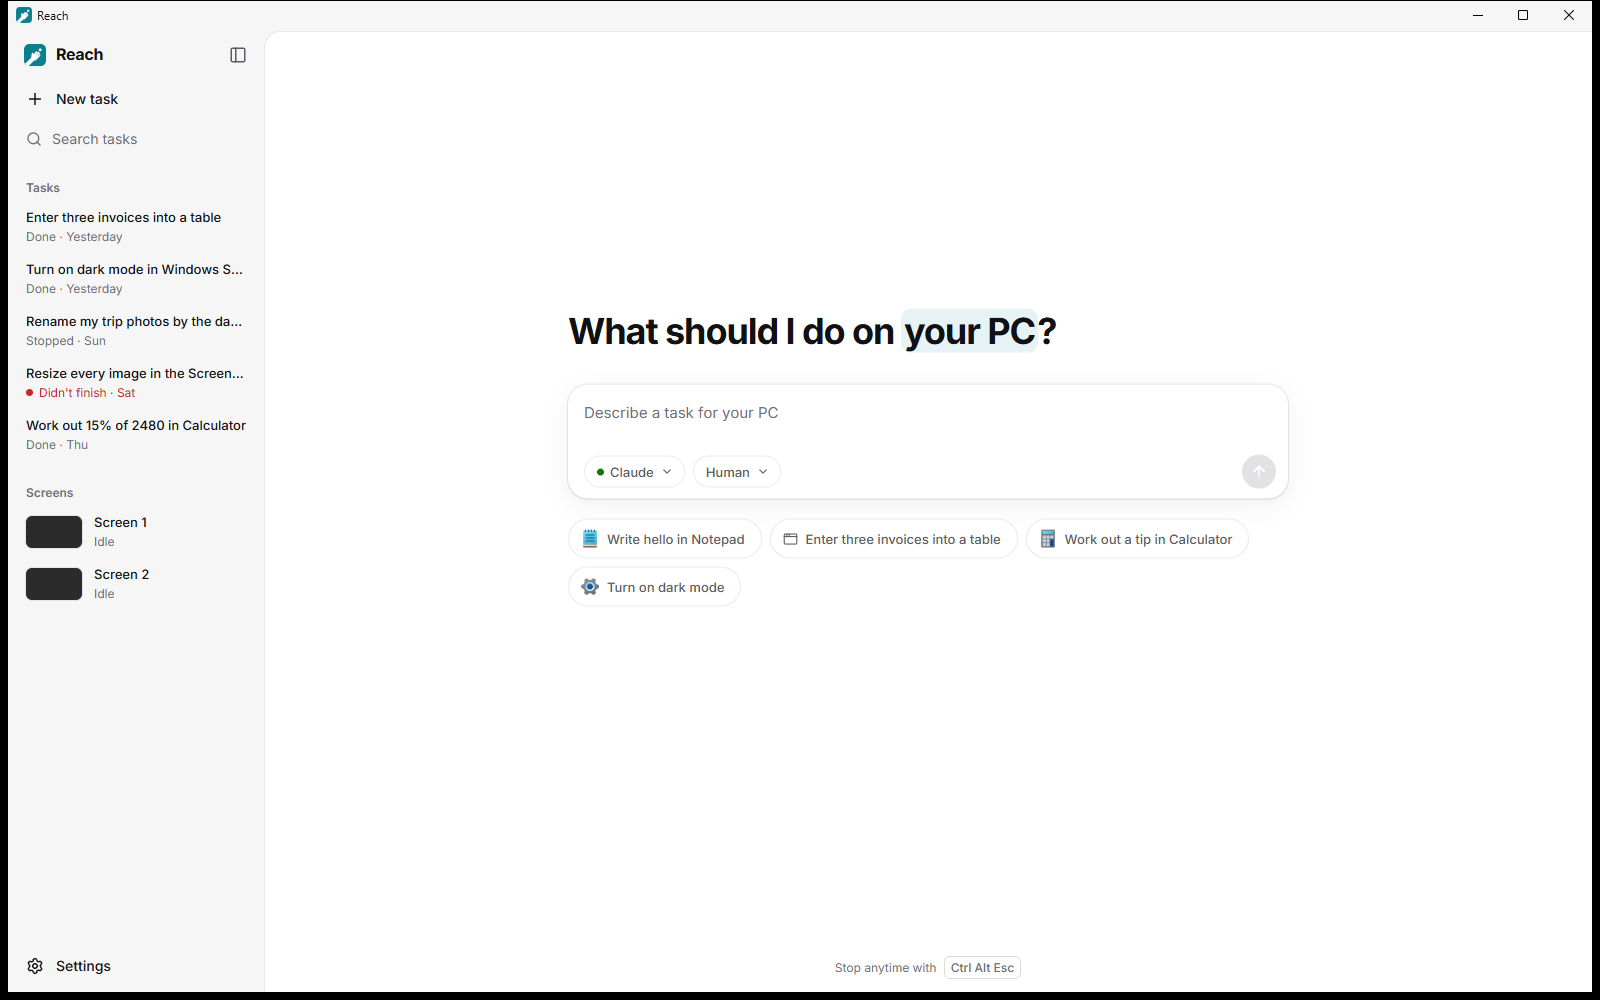 Reach
Reach
New task
Search tasks
Tasks
Enter three invoices into a table
Done · Yesterday
Turn on dark mode in Windows S...
Done · Yesterday
Rename my trip photos by the da...
Stopped · Sun
Resize every image in the Screen...
Didn't finish · Sat
Work out 15% of 2480 in Calculator
Done · Thu
Screens
Screen 1
Idle
Screen 2
Idle
Settings
What should I do on your PC?
Describe a task for your PC
Claude
Human
Write hello in Notepad
Enter three invoices into a table
Work out a tip in Calculator
Turn on dark mode
Stop anytime with Ctrl Alt Esc